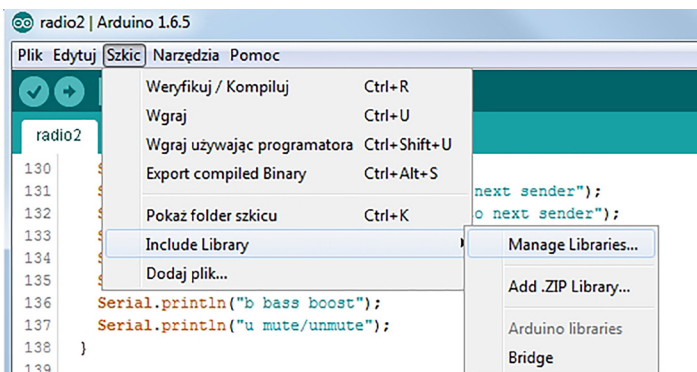 radio2 | Arduino 1.6.5
Plik Edytuj Szkic Narzędzia Pomoc
Weryfikuj / Kompiluj Ctrl+R
Wgraj Ctrl+U
radio2
Wgraj używając programatora Ctrl+Shift+U
130
Export compiled Binary Ctrl+Alt+S
131 next sender");
132 Pokaż folder szkicu Ctrl+K o next sender");
133
Include Library Manage Libraries...
134
Dodaj plik...
135 Add .ZIP Library...
136 Serial.println("b bass boost");
137 Serial.println("u mute/unmute"); Arduino libraries
138 }
Bridge
139